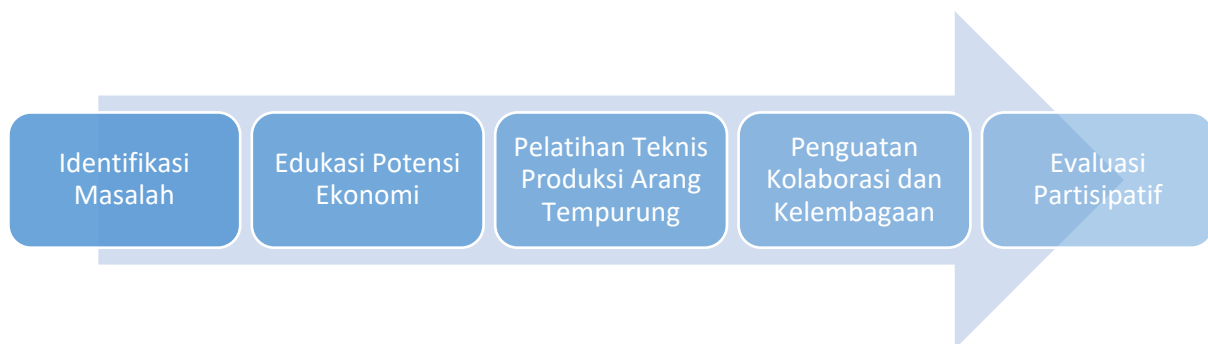 Identifikasi
Masalah
Edukasi Potensi
Ekonomi
Pelatihan Teknis
Produksi Arang
Tempurung
Penguatan
Kolaborasi dan
Kelembagaan
Evaluasi
Partisipatif